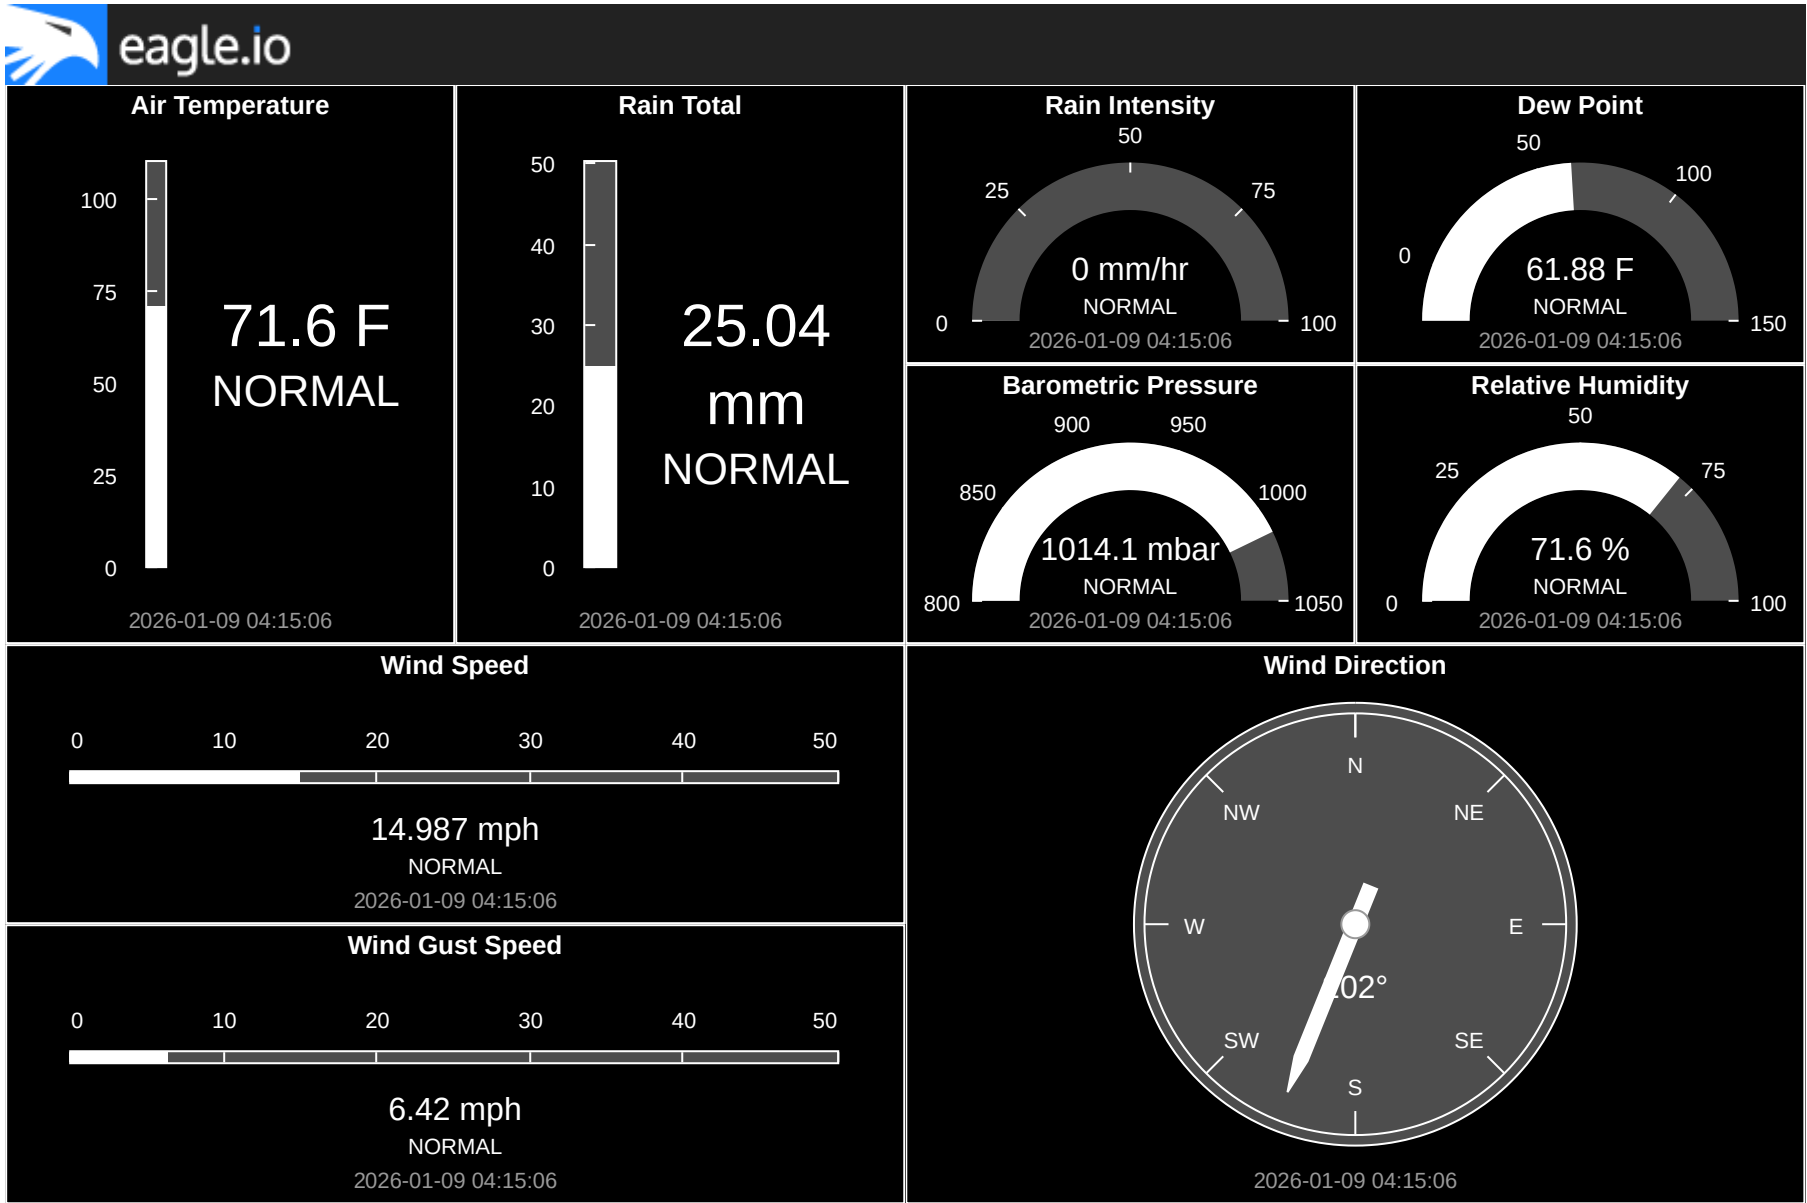 eagle.io
Air Temperature
100
75
50
25
0
71.6 F
NORMAL
2026-01-09 04:15:06
Rain Total
50
40
30
20
10
0
25.04
mm
NORMAL
2026-01-09 04:15:06
Rain Intensity
0
25
50
75
100
0 mm/hr
NORMAL
2026-01-09 04:15:06
Dew Point
0
50
100
150
61.88 F
NORMAL
2026-01-09 04:15:06
Barometric Pressure
800
850
900
950
1000
1050
1014.1 mbar
NORMAL
2026-01-09 04:15:06
Relative Humidity
0
25
50
75
100
71.6 %
NORMAL
2026-01-09 04:15:06
Wind Speed
0 10 20 30 40 50
14.987 mph
NORMAL
2026-01-09 04:15:06
Wind Gust Speed
0 10 20 30 40 50
6.42 mph
NORMAL
2026-01-09 04:15:06
Wind Direction
N
NW NE
W E
SW SE
S
2026-01-09 04:15:06